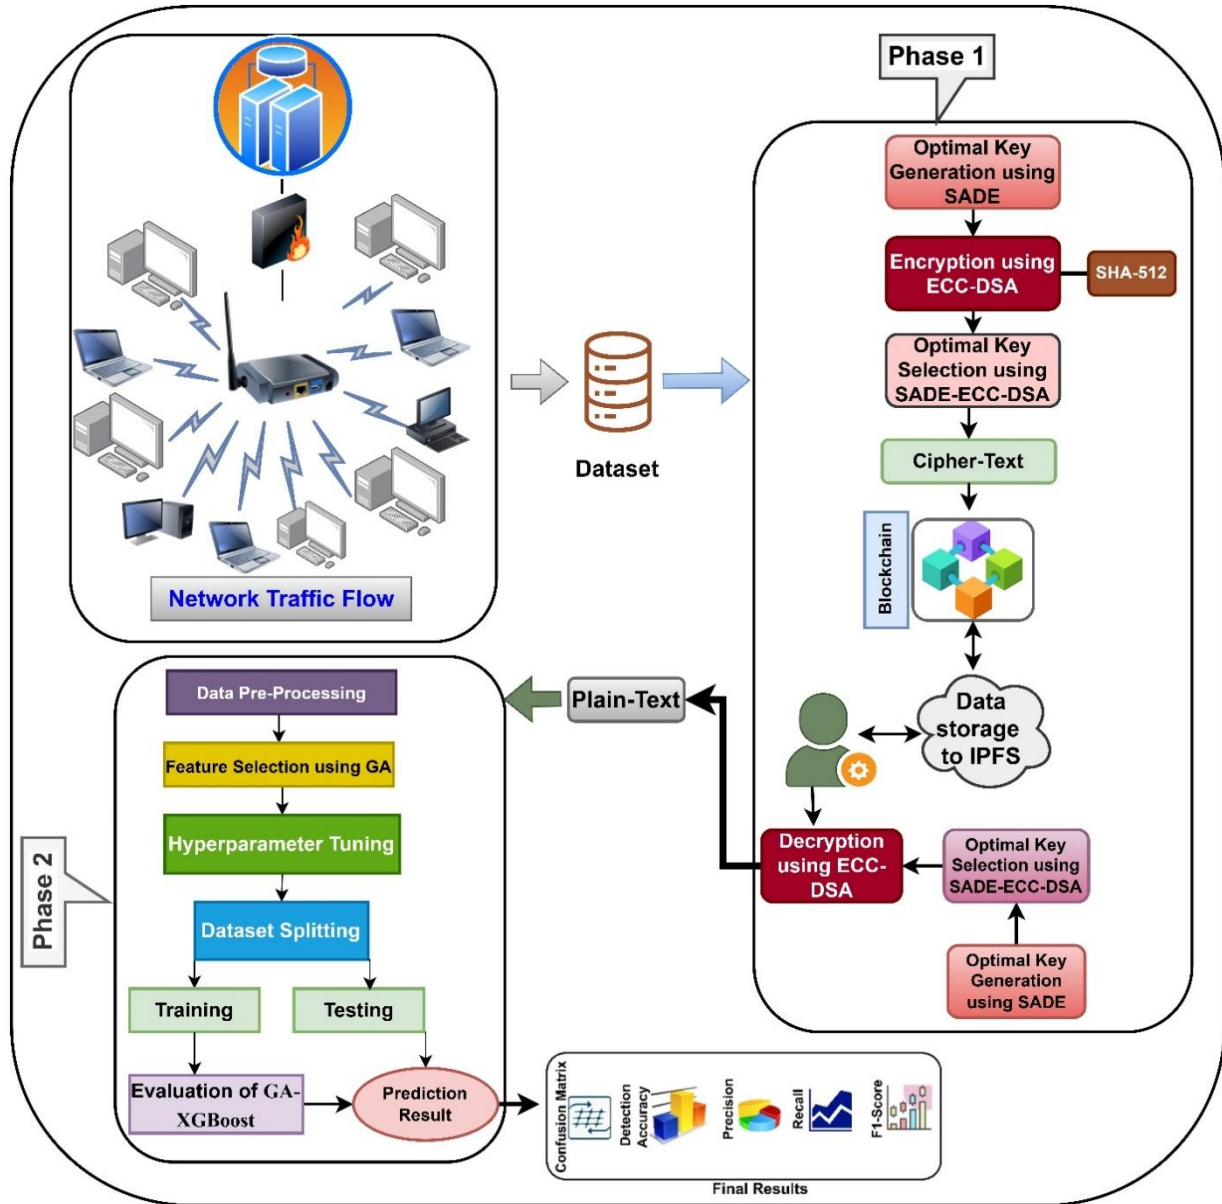 Phase 1
Optimal Key
Generation using
SADE
Encryption using
ECC-DSA
SHA-512
Optimal Key
Selection using
SADE-ECC-DSA
Cipher-Text
Blockchain
Data
storage
to IPFS
Decryption
using ECC-
DSA
Optimal Key
Selection using
SADE-ECC-DSA
Optimal Key
Generation
using SADE
Network Traffic Flow
Dataset
Plain-Text
Phase 2
Data Pre-Processing
Feature Selection using GA
Hyperparameter Tuning
Dataset Splitting
Training
Testing
Evaluation of GA-
XGBoost
Prediction
Result
Confusion Matrix
Detection
Accuracy
Precision
Recall
F1-Score
Final Results